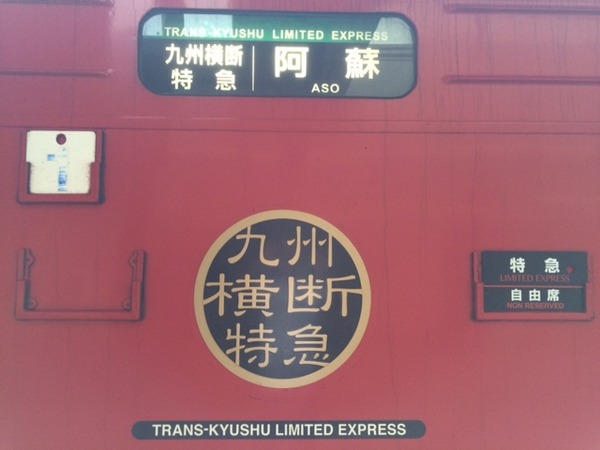 TRANS-KYUSHU LIMITED EXPRESS
九州横断
特急
阿蘇
ASO
九州
横断
特急
特急
LIMITED EXPRESS
自由席
NON RESERVED
TRANS-KYUSHU LIMITED EXPRESS